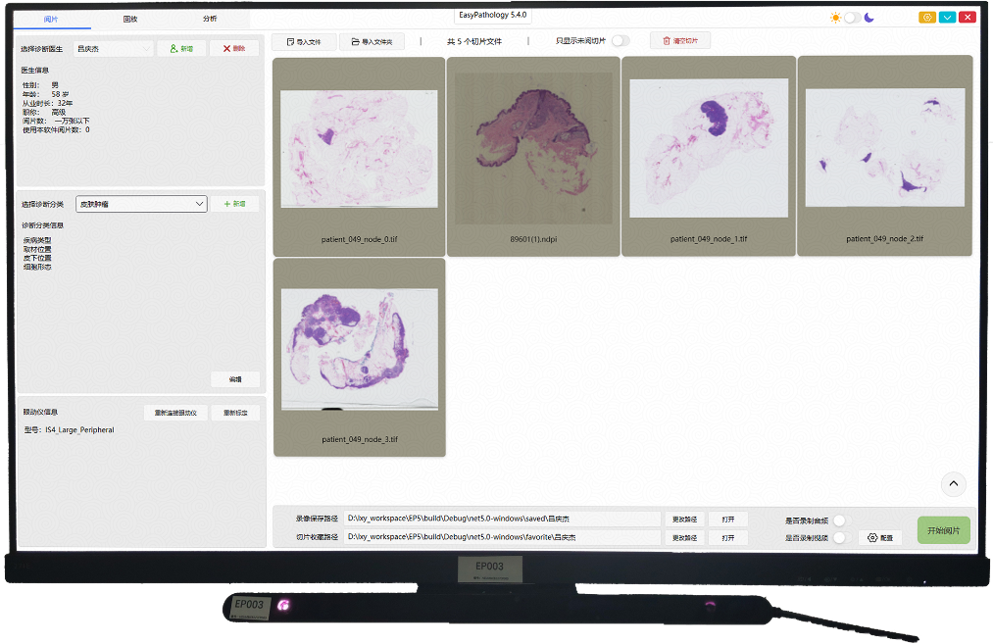 阅片
回放
分析
EasyPathology 5.4.0
选择诊断医生
吕庆杰
新增
删除
导入文件
导入文件夹
共 5 个切片文件
只显示未阅切片
清空切片
医生信息
性别: 男
年龄: 58 岁
从业时长: 32年
职称: 高级
阅片数: 一万张以下
使用本软件阅片数: 0
patient_049_node_0.tif
89601(1).ndpi
patient_049_node_1.tif
patient_049_node_2.tif
选择诊断分类
皮肤肿瘤
+ 新增
诊断分类信息
疾病类型
取材位置
皮下位置
细胞形态
编辑
patient_049_node_3.tif
眼动仪信息
重新连接眼动仪
重新标定
型号: IS4_Large_Peripheral
录像保存路径
D:\lxy_workspace\EP5\build\Debug\net5.0-windows\saved\吕庆杰
更改路径
打开
是否录制音频
切片收藏路径
D:\lxy_workspace\EP5\build\Debug\net5.0-windows\favorite\吕庆杰
更改路径
打开
是否录制视频
配置
开始阅片
EP003
EP003